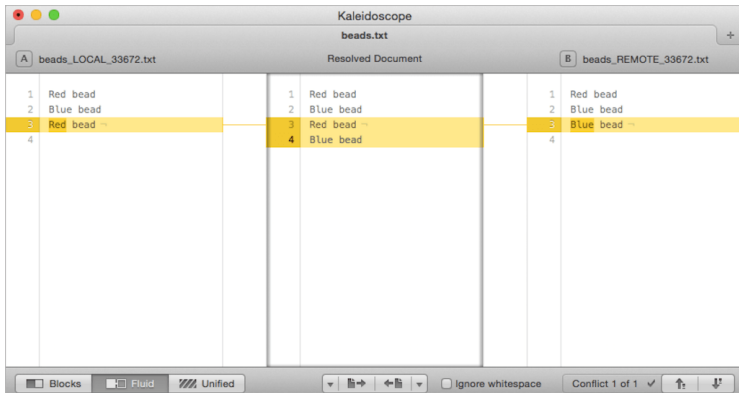 Kaleidoscope
beads.txt
A beads_LOCAL_33672.txt
Resolved Document
B beads_REMOTE_33672.txt
1 Red bead
2 Blue bead
3 Red bead ¬
4
1 Red bead
2 Blue bead
3 Red bead ¬
4 Blue bead
1 Red bead
2 Blue bead
3 Blue bead ¬
4
Blocks Fluid Unified Ignore whitespace Conflict 1 of 1